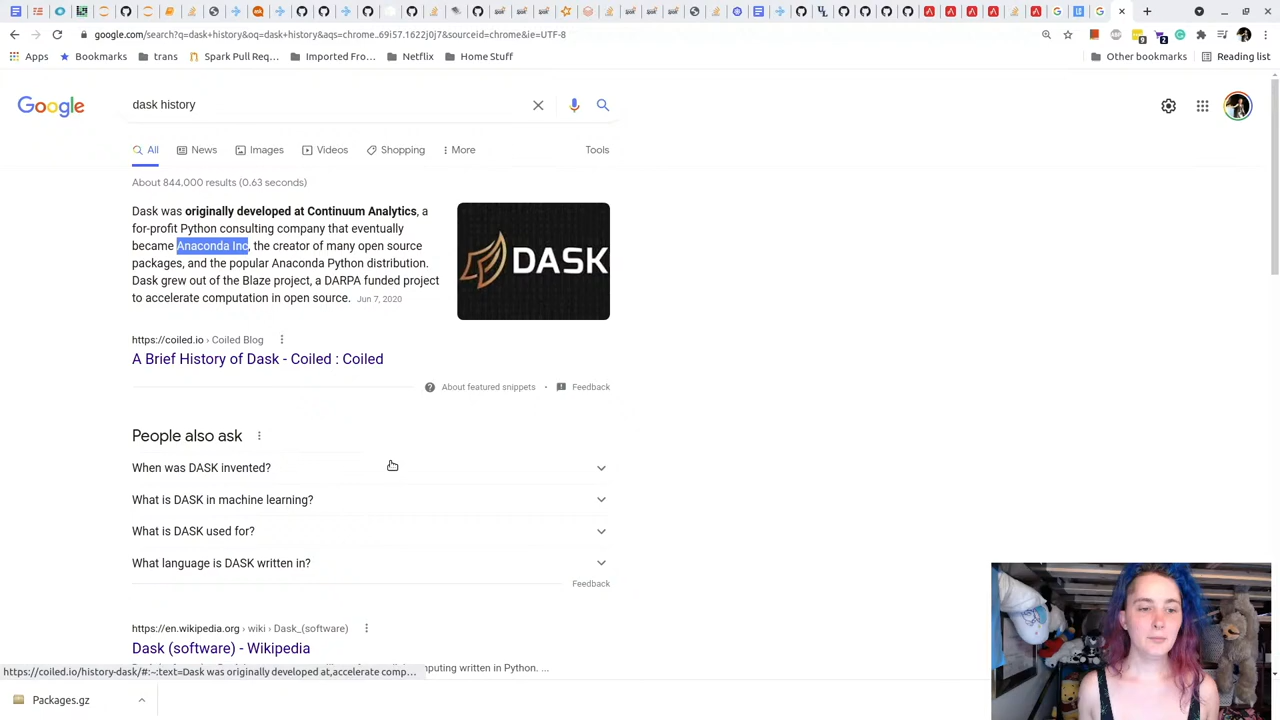 google.com/search?q=dask+history&oq=dask+history&aqs=chrome..69i57.1622j0j7&sourceid=chrome&ie=UTF-8
Apps Bookmarks trans Spark Pull Req... Imported Fro... Netflix Home Stuff Other bookmarks Reading list
Google dask history
All News Images Videos Shopping More Tools
About 844,000 results (0.63 seconds)
Dask was originally developed at Continuum Analytics, a
for-profit Python consulting company that eventually
became Anaconda Inc, the creator of many open source
packages, and the popular Anaconda Python distribution.
Dask grew out of the Blaze project, a DARPA funded project
to accelerate computation in open source. Jun 7, 2020
DASK
https://coiled.io › Coiled Blog
A Brief History of Dask - Coiled : Coiled
About featured snippets • Feedback
People also ask
When was DASK invented?
What is DASK in machine learning?
What is DASK used for?
What language is DASK written in?
Feedback
https://en.wikipedia.org › wiki › Dask_(software)
Dask (software) - Wikipedia
computing written in Python. ...
https://coiled.io/history-dask/#:~:text=Dask was originally developed at,accelerate comp...
Packages.gz